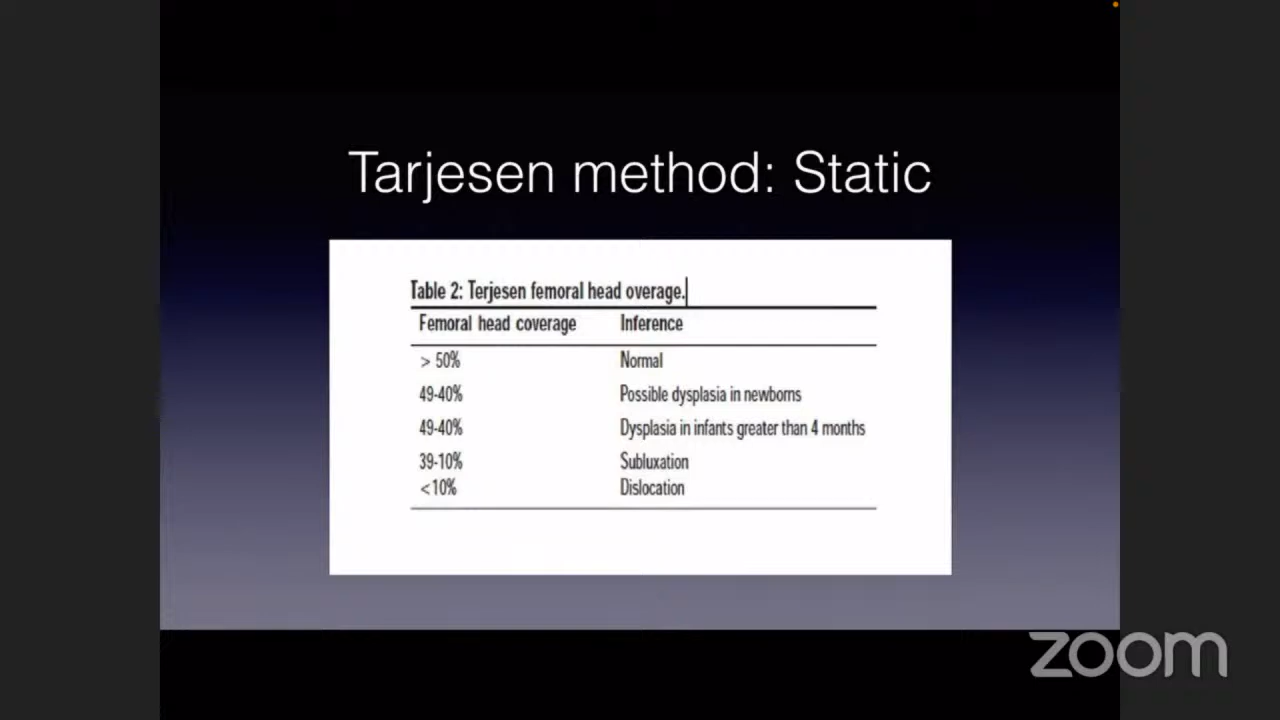 Tarjesen method: Static
Table 2: Terjesen femoral head overage.
Femoral head coverage Inference
> 50% Normal
49-40% Possible dysplasia in newborns
49-40% Dysplasia in infants greater than 4 months
39-10% Subluxation
<10% Dislocation
zoom